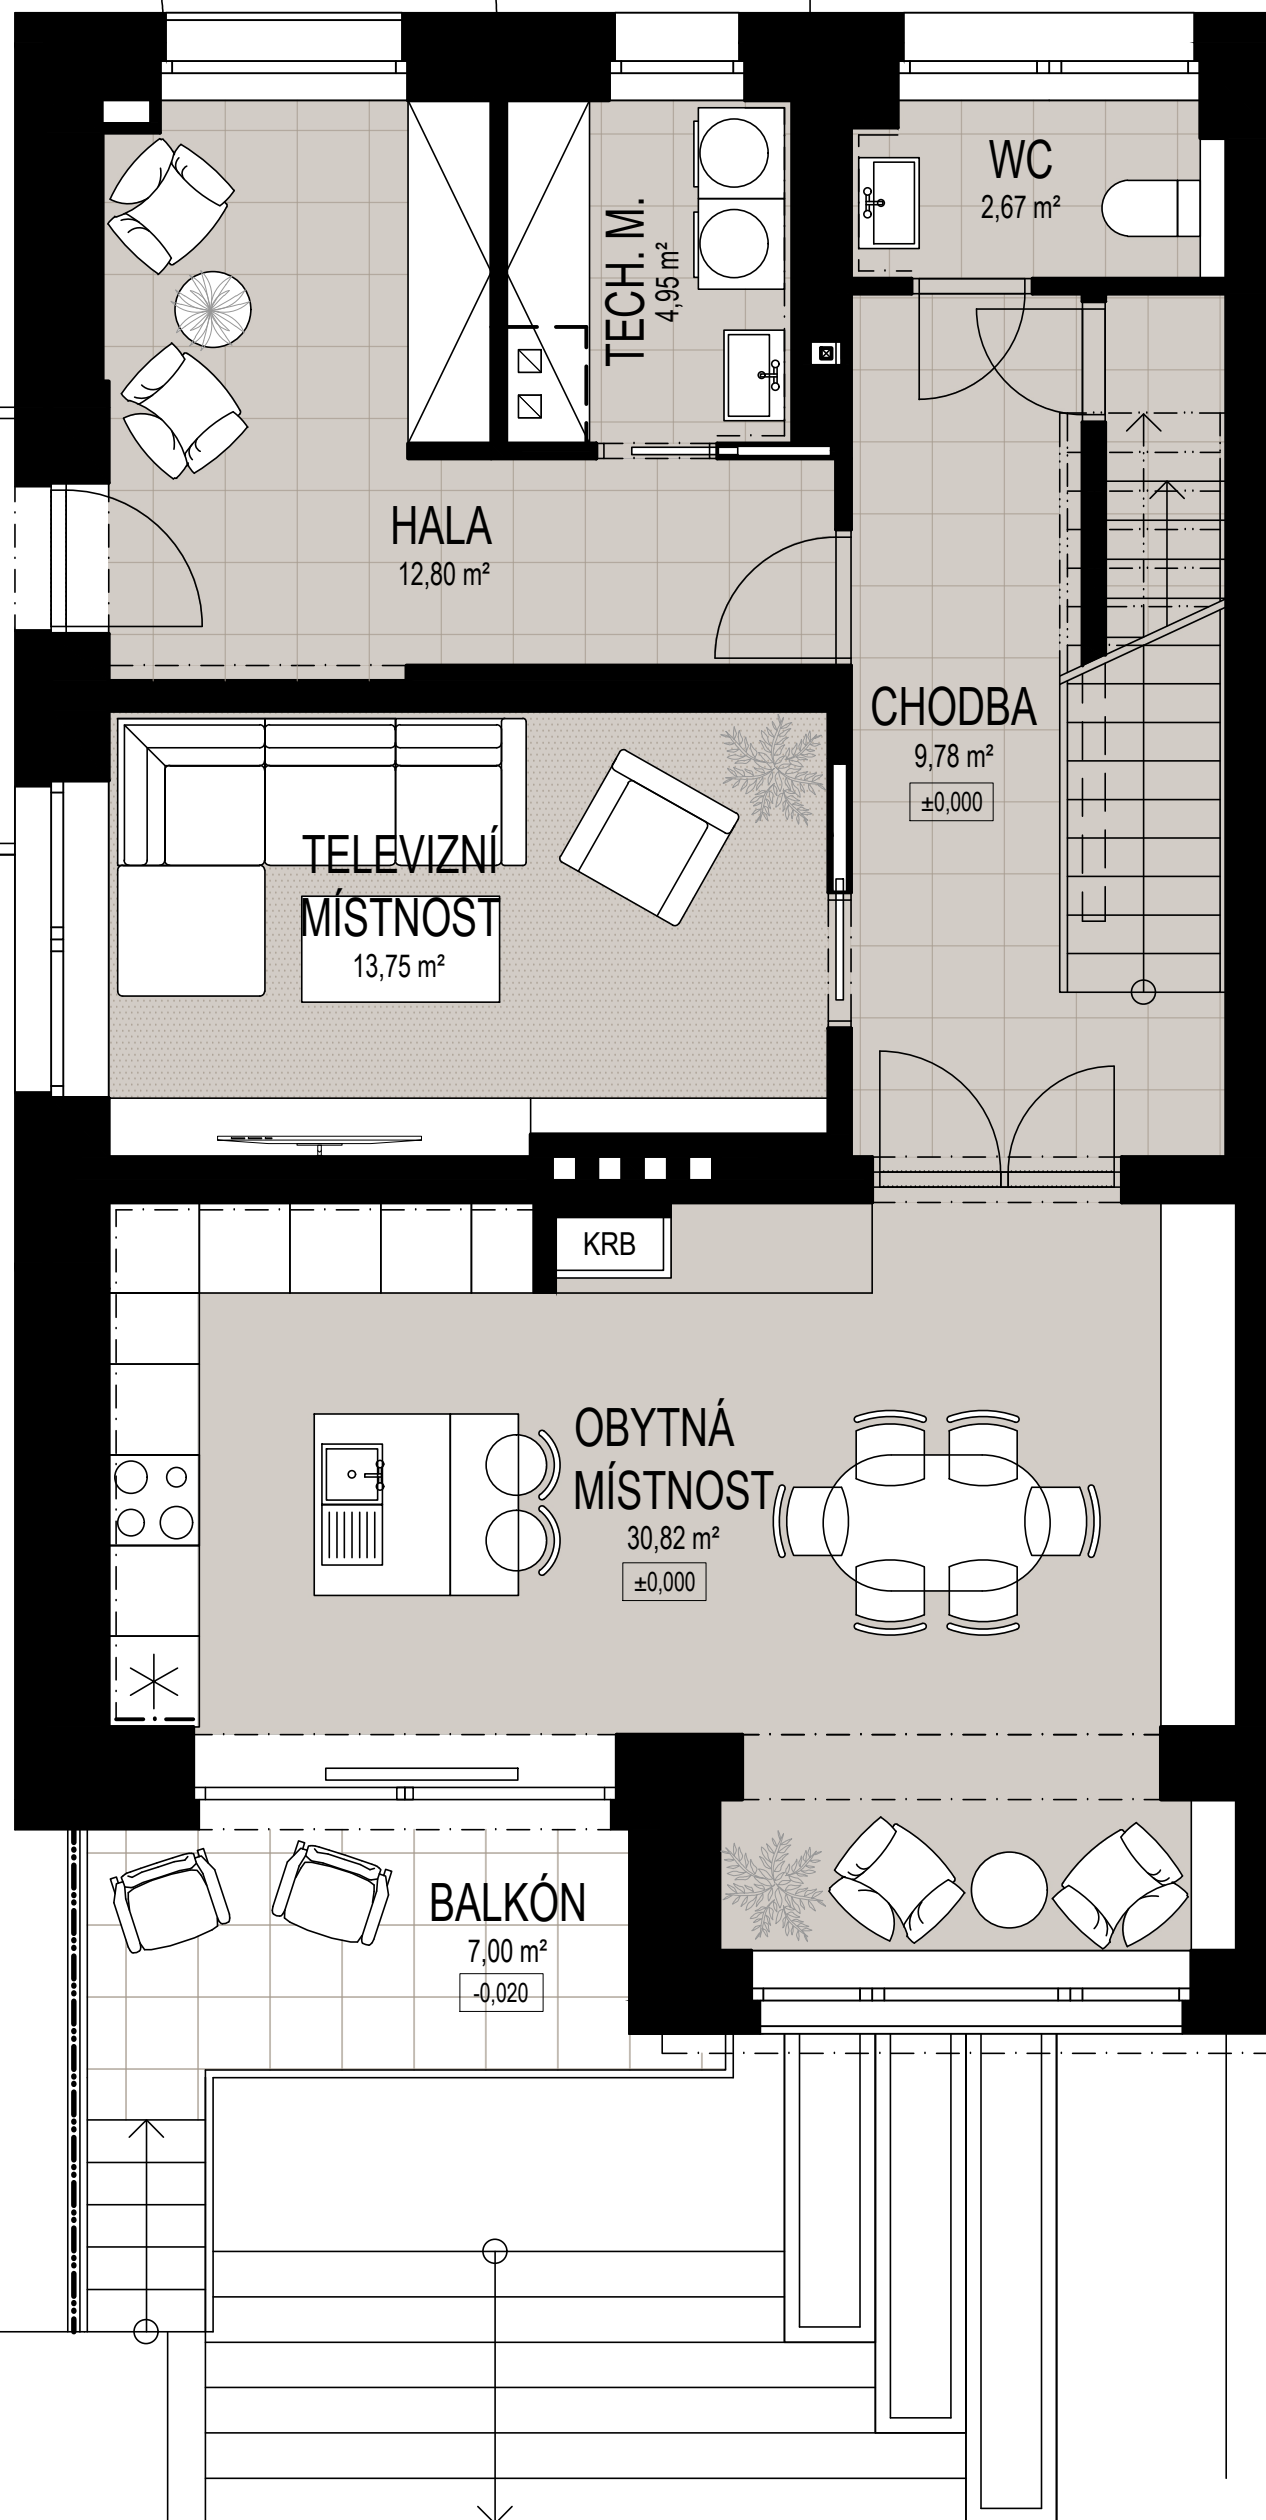 WC
2,67 m²
TECH. M.
4,95 m²
HALA
12,80 m²
CHODBA
9,78 m²
±0,000
TELEVIZNÍ
MÍSTNOST
13,75 m²
KRB
OBYTNÁ
MÍSTNOST
30,82 m²
±0,000
BALKÓN
7,00 m²
-0,020